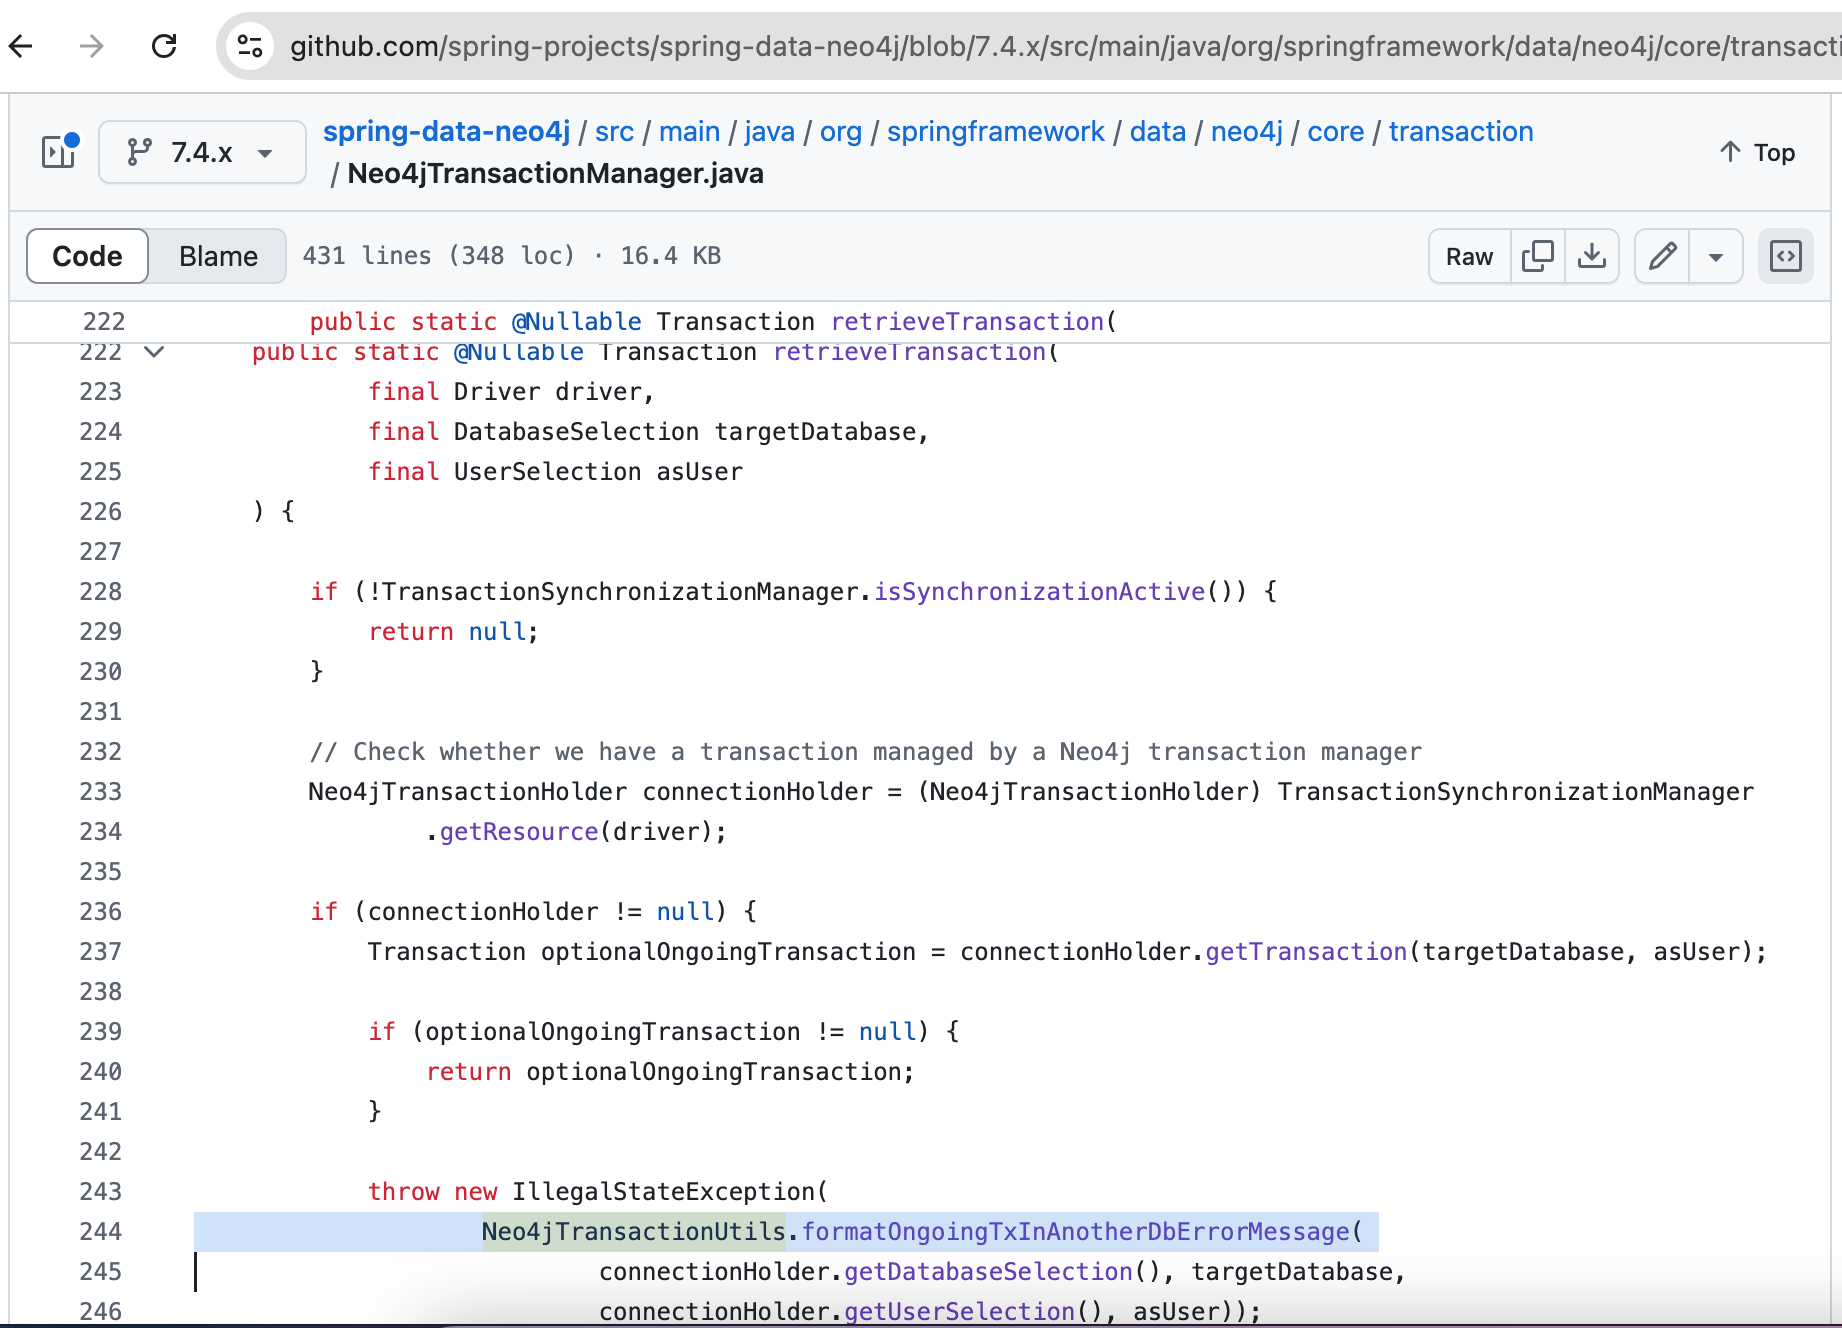 github.com/spring-projects/spring-data-neo4j/blob/7.4.x/src/main/java/org/springframework/data/neo4j/core/transacti
7.4.x
spring-data-neo4j / src / main / java / org / springframework / data / neo4j / core / transaction
/ Neo4jTransactionManager.java
Top
Code Blame 431 lines (348 loc) · 16.4 KB Raw
222 public static @Nullable Transaction retrieveTransaction(
222 public static @Nullable Transaction retrieveTransaction(
223 final Driver driver,
224 final DatabaseSelection targetDatabase,
225 final UserSelection asUser
226 ) {
227
228 if (!TransactionSynchronizationManager.isSynchronizationActive()) {
229 return null;
230 }
231
232 // Check whether we have a transaction managed by a Neo4j transaction manager
233 Neo4jTransactionHolder connectionHolder = (Neo4jTransactionHolder) TransactionSynchronizationManager
234 .getResource(driver);
235
236 if (connectionHolder != null) {
237 Transaction optionalOngoingTransaction = connectionHolder.getTransaction(targetDatabase, asUser);
238
239 if (optionalOngoingTransaction != null) {
240 return optionalOngoingTransaction;
241 }
242
243 throw new IllegalStateException(
244 Neo4jTransactionUtils.formatOngoingTxInAnotherDbErrorMessage(
245 connectionHolder.getDatabaseSelection(), targetDatabase,
246 connectionHolder.getUserSelection(), asUser));